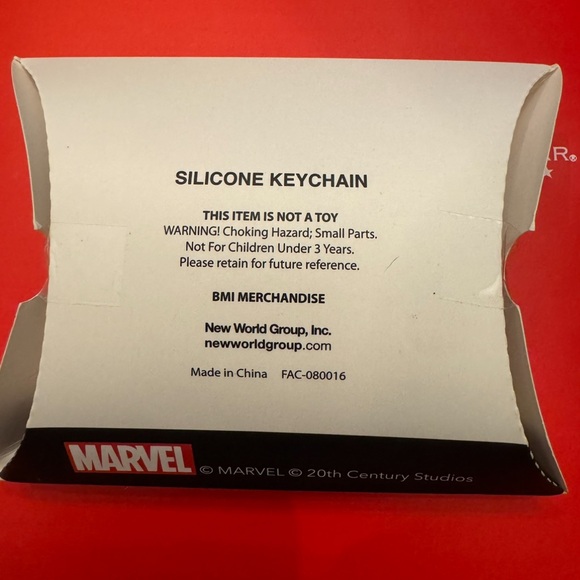 R®
SILICONE KEYCHAIN
THIS ITEM IS NOT A TOY
WARNING! Choking Hazard; Small Parts.
Not For Children Under 3 Years.
Please retain for future reference.
BMI MERCHANDISE
New World Group, Inc.
newworldgroup.com
Made in China FAC-080016
MARVEL © MARVEL © 20th Century Studios